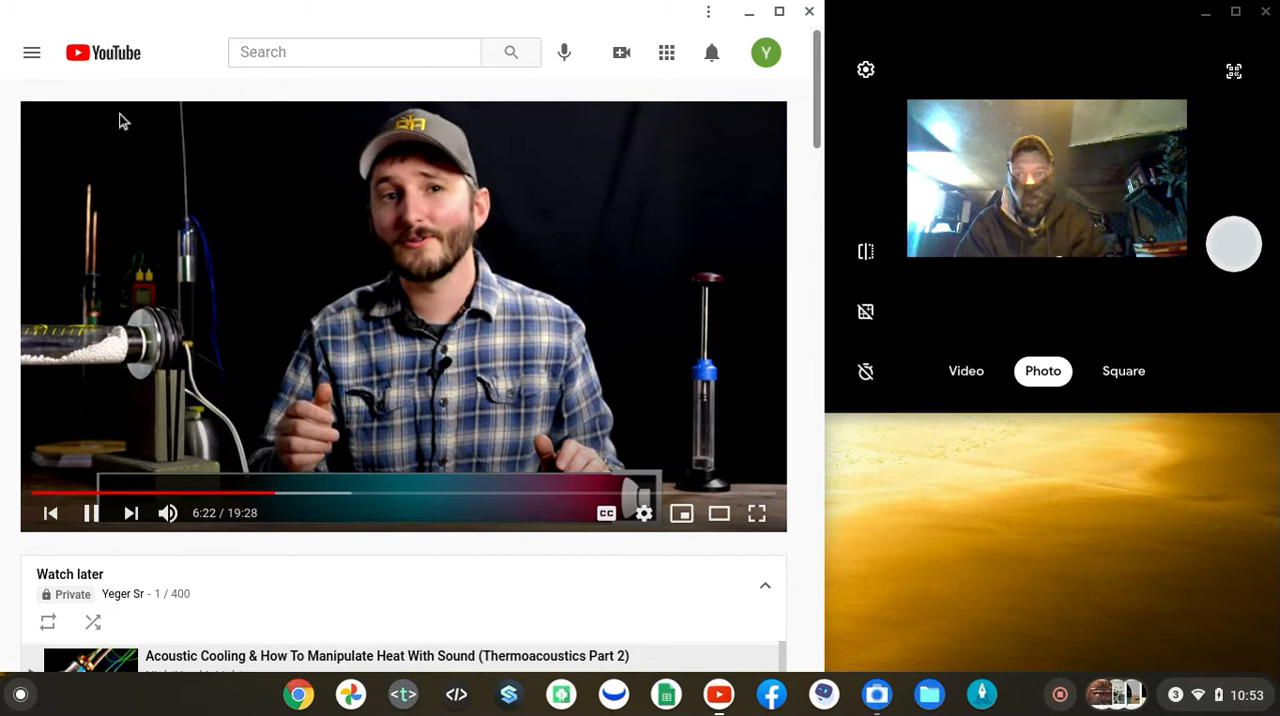 YouTube
Search
Y
6:22 / 19:28
CC
Watch later
Private Yeger Sr - 1 / 400
Acoustic Cooling & How To Manipulate Heat With Sound (Thermoacoustics Part 2)
Video Photo Square
3 10:53